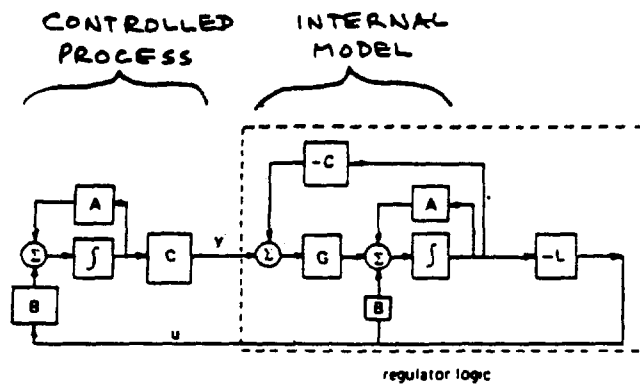 CONTROLLED
PROCESS
INTERNAL
MODEL
-C
A
A
Σ
∫
C
y
Σ
G
Σ
∫
-L
B
B
u
regulator logic